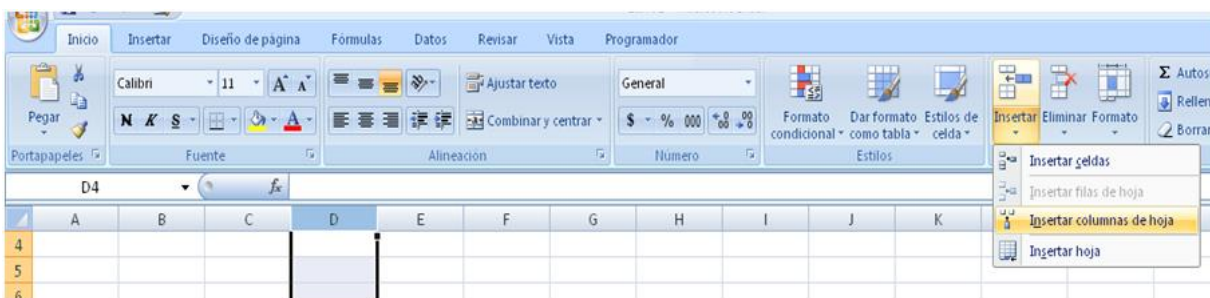 Inicio Insertar Diseño de página Fórmulas Datos Revisar Vista Programador
Pegar
Portapapeles
Calibri 11 A A
N K S A
Fuente
Ajustar texto
Combinar y centrar
Alineación
General
$ % 000
Número
Formato condicional
Dar formato como tabla
Estilos de celda
Estilos
Insertar Eliminar Formato
Σ Autos
Rellen
Borrar
Insertar celdas
Insertar filas de hoja
Insertar columnas de hoja
Insertar hoja
D4 fx
A B C D E F G H I J K
4
5
6